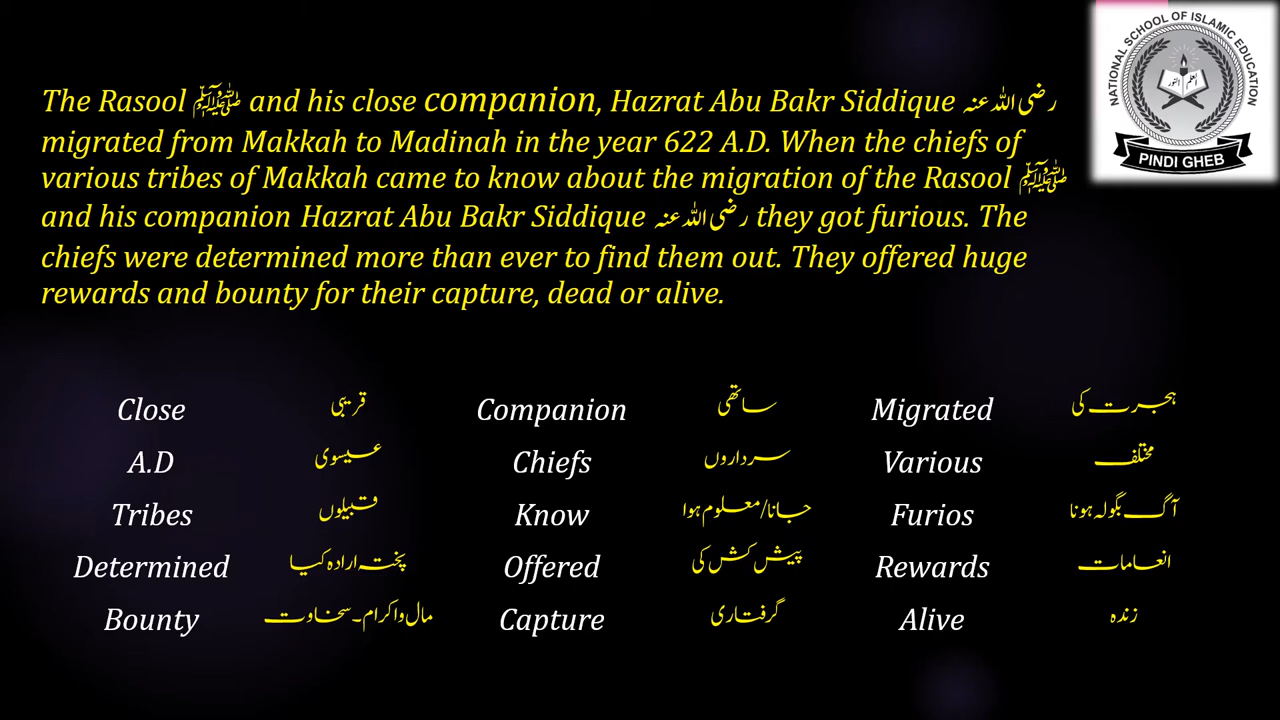 NATIONAL SCHOOL OF ISLAMIC EDUCATION
PINDI GHEB
The Rasool ﷺ and his close companion, Hazrat Abu Bakr Siddique رضی اللہ عنہ
migrated from Makkah to Madinah in the year 622 A.D. When the chiefs of
various tribes of Makkah came to know about the migration of the Rasool ﷺ
and his companion Hazrat Abu Bakr Siddique رضی اللہ عنہ they got furious. The
chiefs were determined more than ever to find them out. They offered huge
rewards and bounty for their capture, dead or alive.
Close قریبی Companion ساتھی Migrated ہجرت کی
A.D عیسوی Chiefs سرداروں Various مختلف
Tribes قبیلوں Know جانا/معلوم ہوا Furios آگ بگولہ ہونا
Determined پختہ ارادہ کیا Offered پیش کش کی Rewards انعامات
Bounty مال و اکرام۔سخاوت Capture گرفتاری Alive زندہ